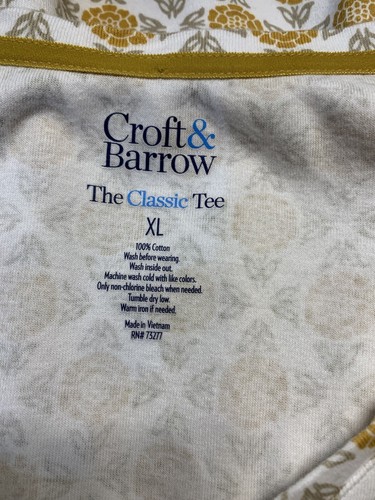 Croft&
Barrow
The Classic Tee
XL
100% Cotton
Wash before wearing.
Wash inside out.
Machine wash cold with like colors.
Only non-chlorine bleach when needed.
Tumble dry low.
Warm iron if needed.
Made in Vietnam
RN# 73277